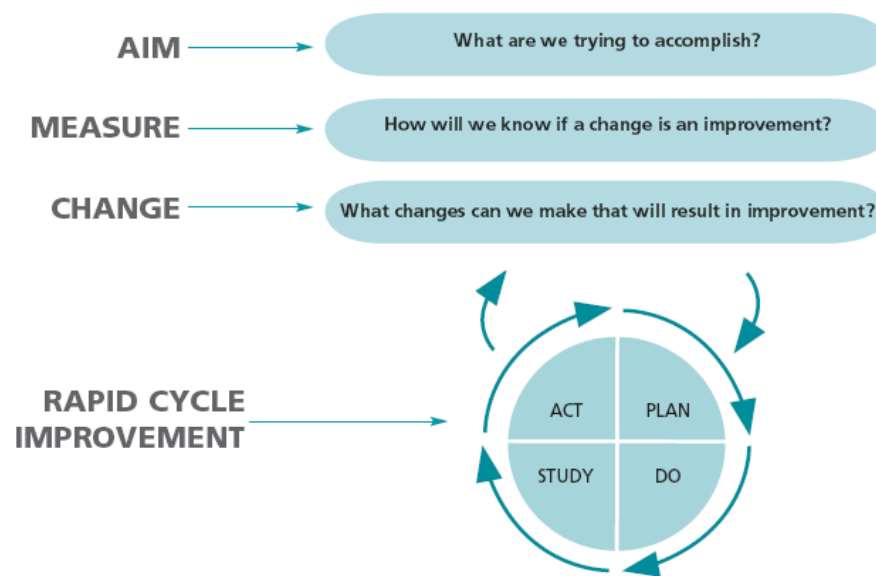 AIM
What are we trying to accomplish?
MEASURE
How will we know if a change is an improvement?
CHANGE
What changes can we make that will result in improvement?
RAPID CYCLE
IMPROVEMENT
ACT
PLAN
STUDY
DO